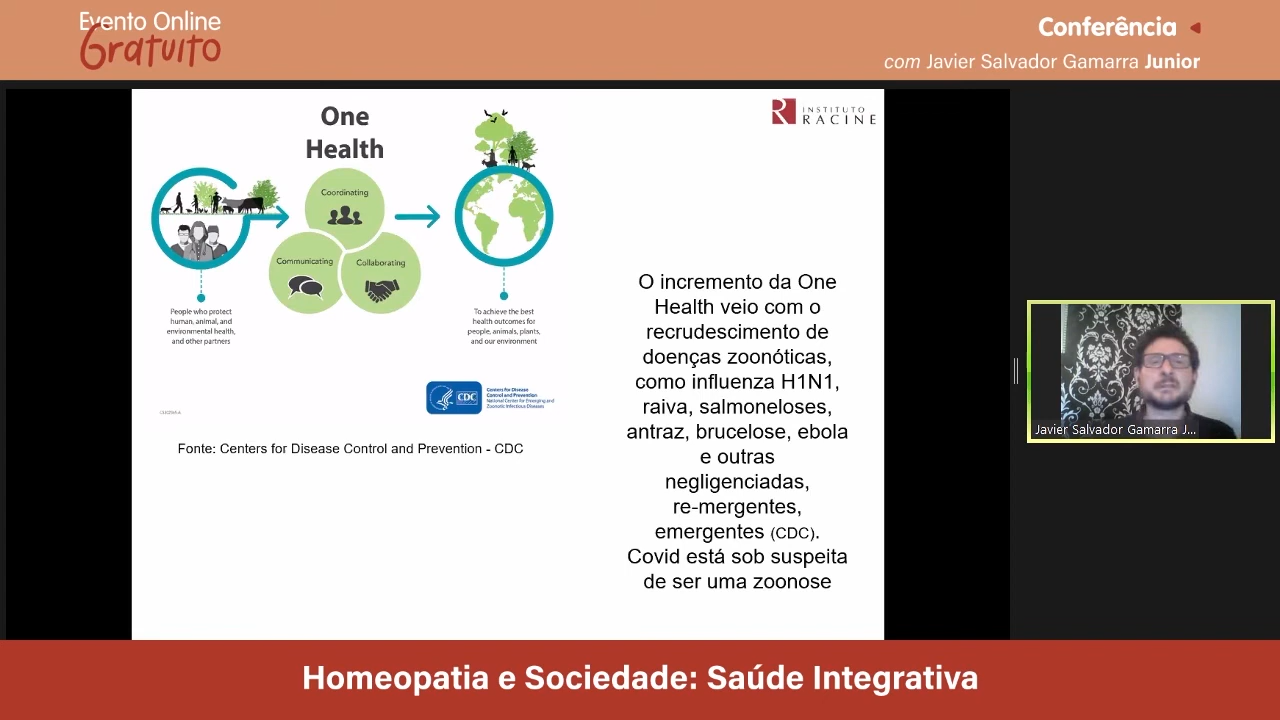 Evento Online
Gratuito
Conferência
com Javier Salvador Gamarra Junior
One
Health
INSTITUTO
RACINE
Coordinating
Communicating
Collaborating
People who protect
human, animal, and
environmental health,
and other partners
To achieve the best
health outcomes for
people, animals, plants,
and our environment
CDC
Centers for Disease
Control and Prevention
National Center for Emerging and
Zoonotic Infectious Diseases
Fonte: Centers for Disease Control and Prevention - CDC
O incremento da One
Health veio com o
recrudescimento de
doenças zoonóticas,
como influenza H1N1,
raiva, salmoneloses,
antraz, brucelose, ebola
e outras
negligenciadas,
re-mergentes,
emergentes (CDC).
Covid está sob suspeita
de ser uma zoonose
Javier Salvador Gamarra J...
Homeopatia e Sociedade: Saúde Integrativa